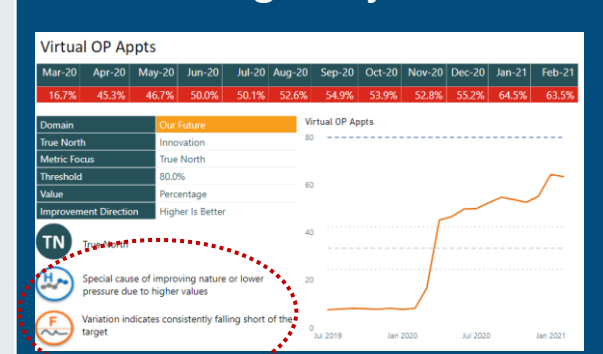 Virtual OP Appts
Mar-20 Apr-20 May-20 Jun-20 Jul-20 Aug-20 Sep-20 Oct-20 Nov-20 Dec-20 Jan-21 Feb-21
16.7% 45.3% 46.7% 50.0% 50.1% 52.6% 54.9% 53.9% 52.8% 55.2% 64.5% 63.5%
Domain Our Future
True North Innovation
Metric Focus True North
Threshold 80.0%
Value Percentage
Improvement Direction Higher Is Better
TN True North
H Special cause of improving nature or lower
pressure due to higher values
F Variation indicates consistently falling short of the
target
Virtual OP Appts
80
60
40
20
0
Jul 2019 Jan 2020 Jul 2020 Jan 2021